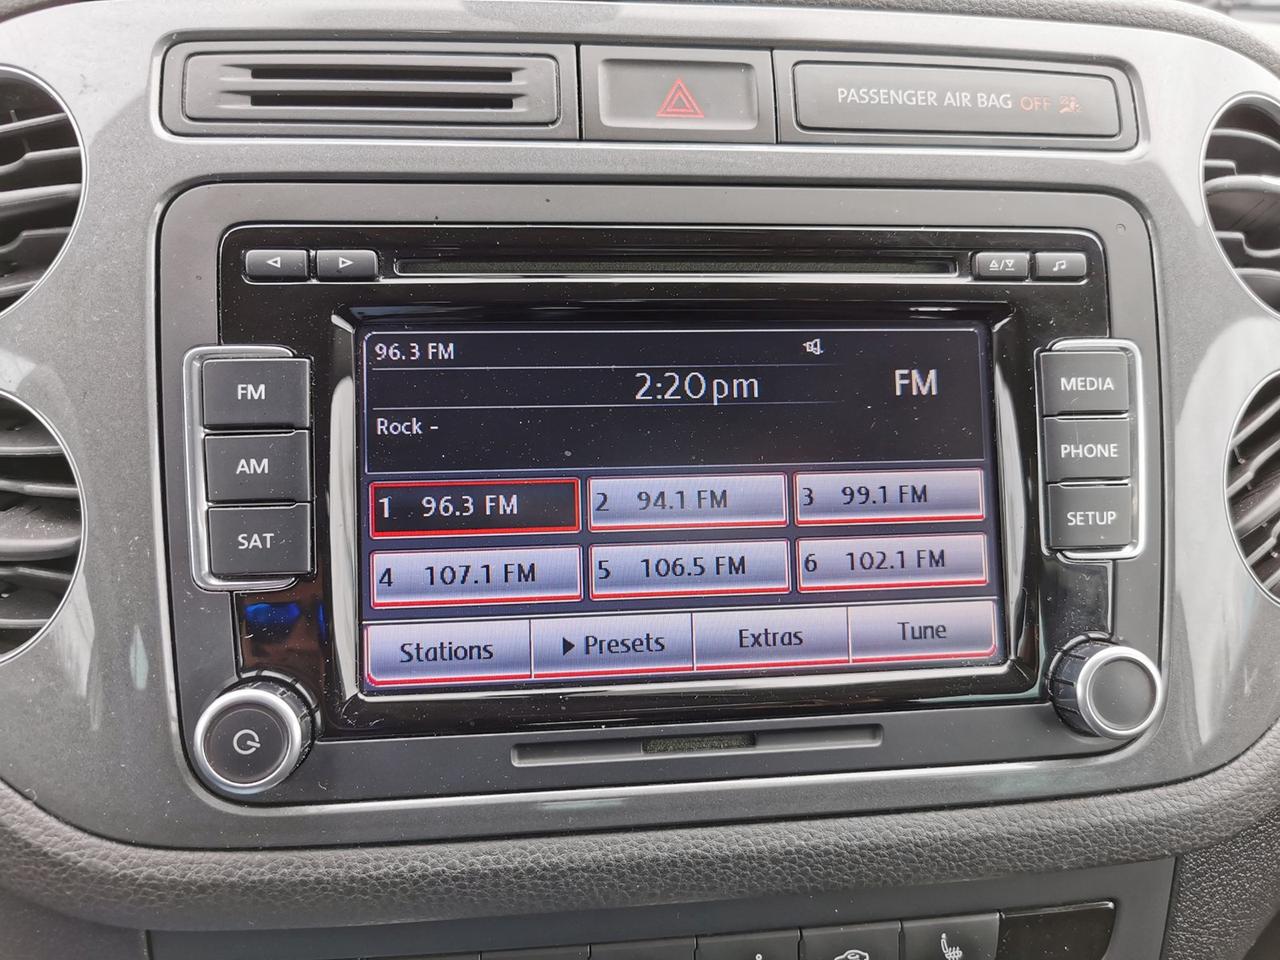 PASSENGER AIR BAG OFF
96.3 FM
2:20pm
FM
Rock -
1 96.3 FM
2 94.1 FM
3 99.1 FM
4 107.1 FM
5 106.5 FM
6 102.1 FM
Stations
Presets
Extras
Tune
FM
AM
SAT
MEDIA
PHONE
SETUP